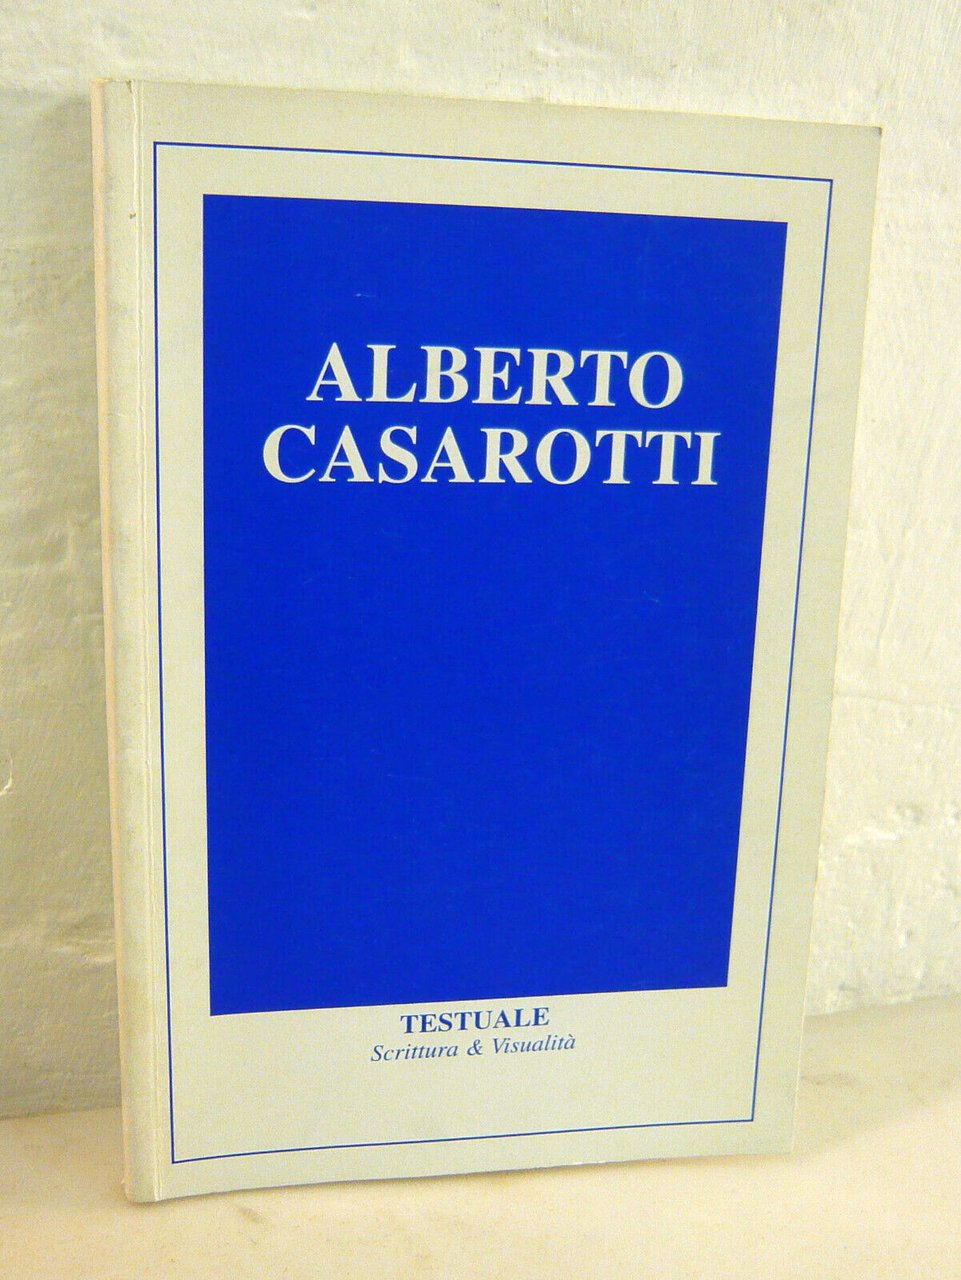 ALBERTO
CASAROTTI
TESTUALE
Scrittura & Visualità